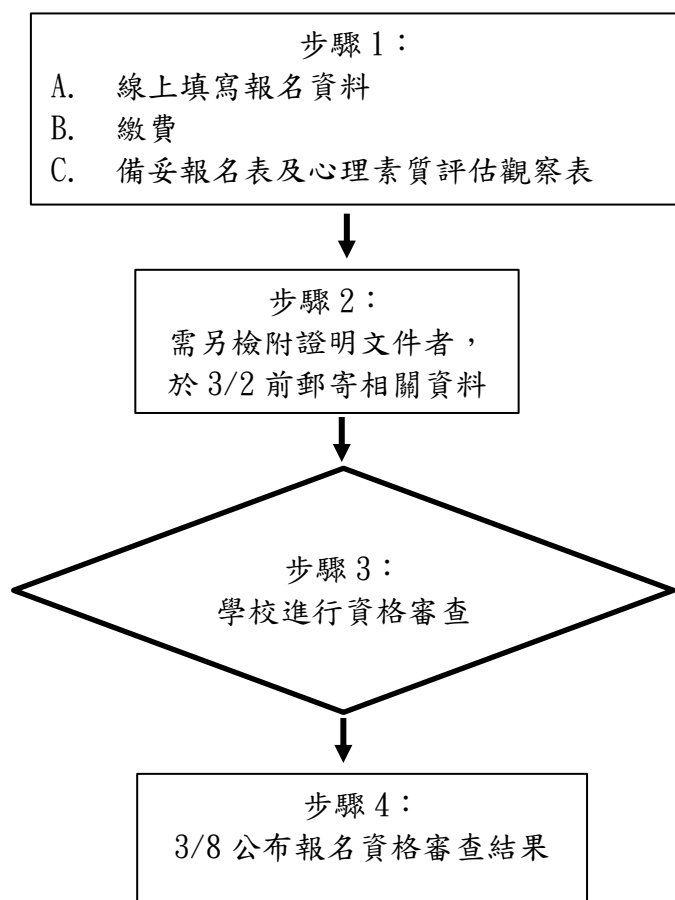 步驟 1：
A. 線上填寫報名資料
B. 繳費
C. 備妥報名表及心理素質評估觀察表
步驟 2：
需另檢附證明文件者，
於 3/2 前郵寄相關資料
步驟 3：
學校進行資格審查
步驟 4：
3/8 公布報名資格審查結果